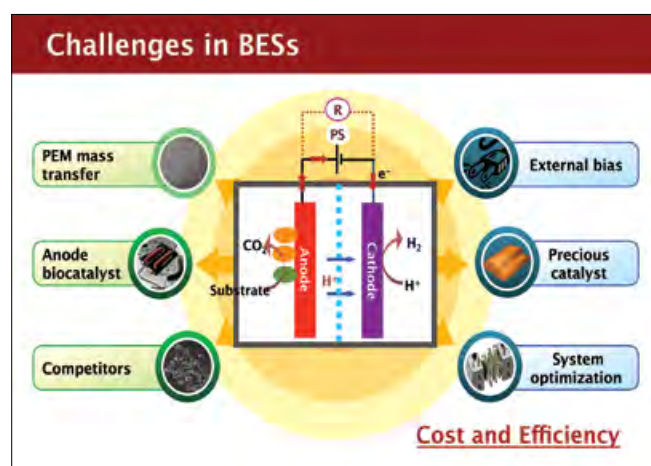 Challenges in BESs
R
PS
e⁻
PEM mass
transfer
External bias
Anode
biocatalyst
CO₂
Anode
H⁺
Cathode
H₂
Substrate
H⁺
Precious
catalyst
Competitors
System
optimization
Cost and Efficiency